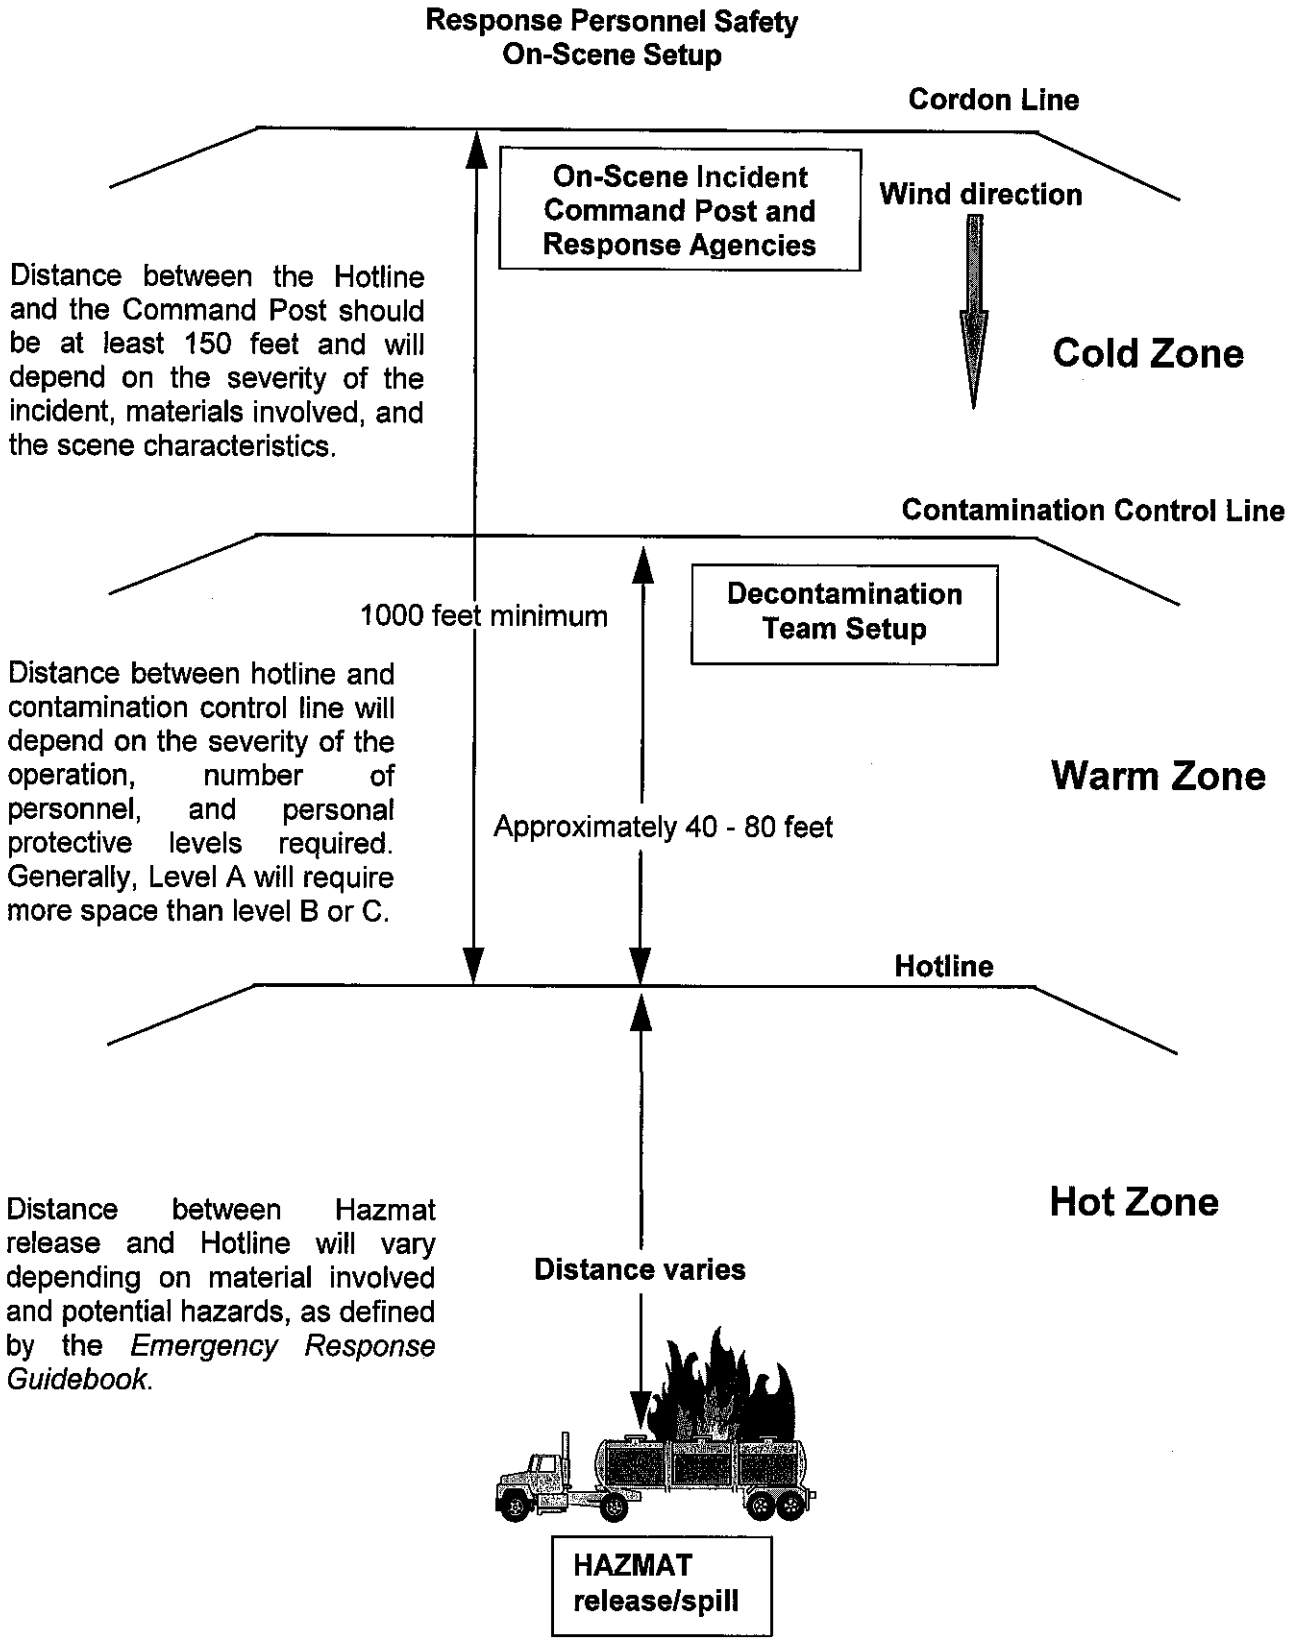 Response Personnel Safety
On-Scene Setup
Cordon Line
On-Scene Incident
Command Post and
Response Agencies
Wind direction
Distance between the Hotline
and the Command Post should
be at least 150 feet and will
depend on the severity of the
incident, materials involved, and
the scene characteristics.
Cold Zone
Contamination Control Line
Decontamination
Team Setup
1000 feet minimum
Distance between hotline and
contamination control line will
depend on the severity of the
operation, number of
personnel, and personal
protective levels required.
Generally, Level A will require
more space than level B or C.
Warm Zone
Approximately 40 - 80 feet
Hotline
Hot Zone
Distance between Hazmat
release and Hotline will vary
depending on material involved
and potential hazards, as defined
by the Emergency Response
Guidebook.
Distance varies
HAZMAT
release/spill